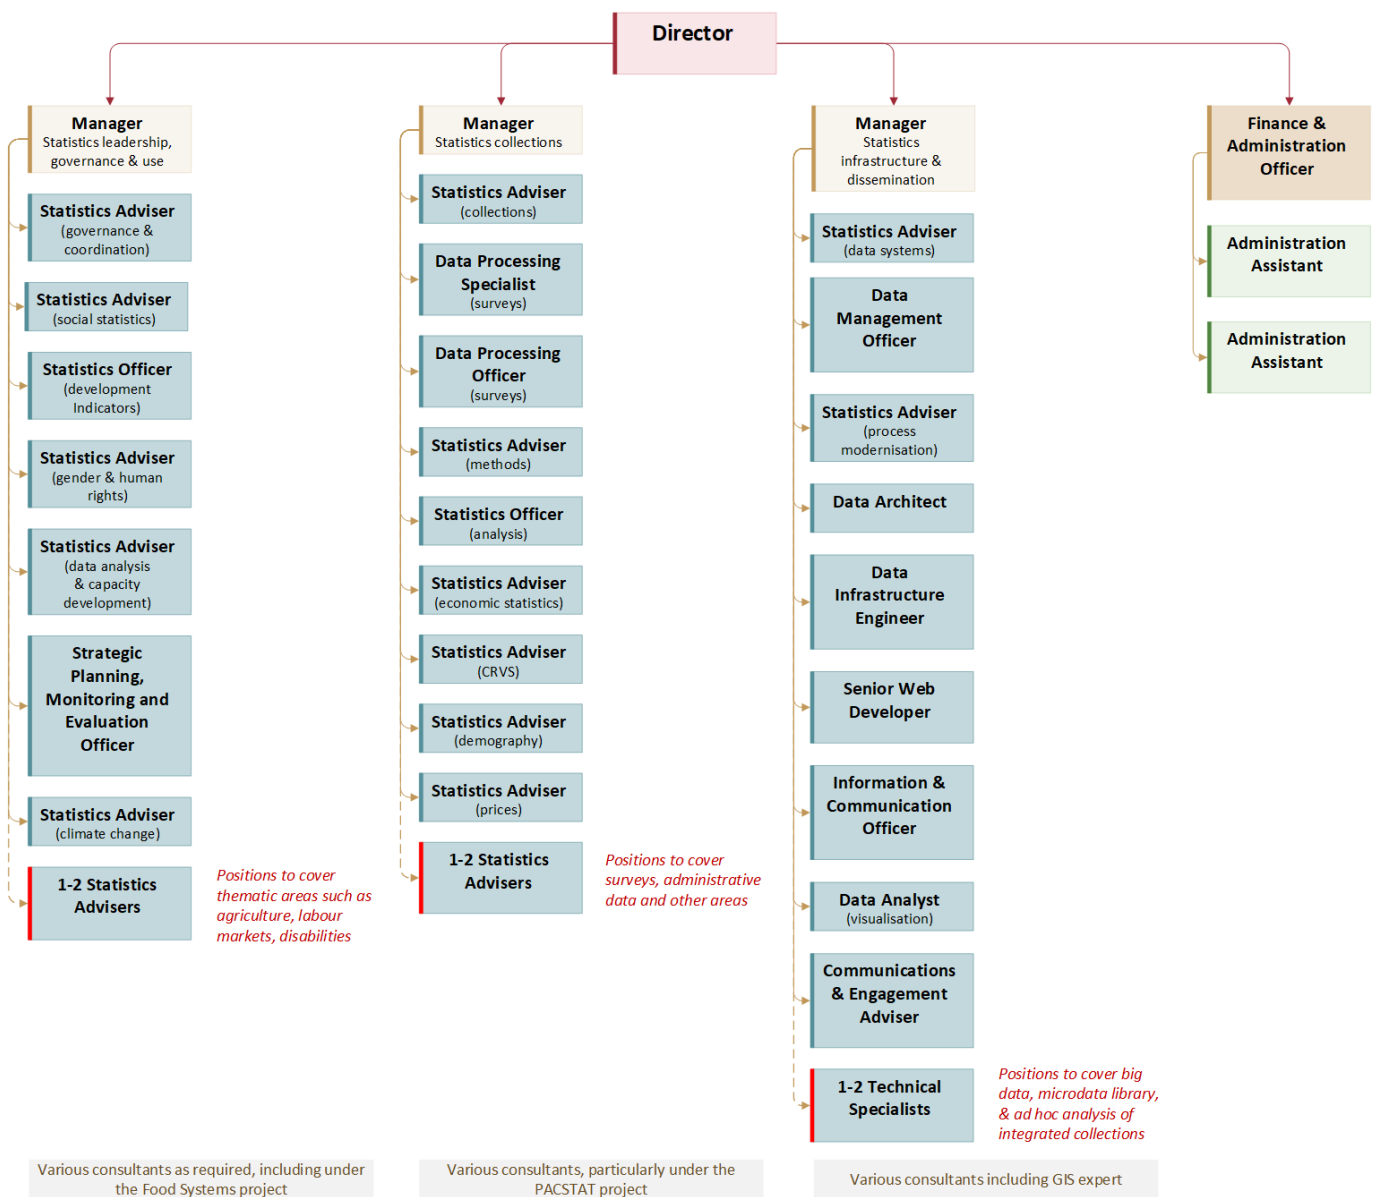 Director
Manager
Statistics leadership,
governance & use
Statistics Adviser
(governance &
coordination)
Statistics Adviser
(social statistics)
Statistics Officer
(development
Indicators)
Statistics Adviser
(gender & human
rights)
Statistics Adviser
(data analysis
& capacity
development)
Strategic
Planning,
Monitoring and
Evaluation
Officer
Statistics Adviser
(climate change)
1-2 Statistics
Advisers
Positions to cover
thematic areas such as
agriculture, labour
markets, disabilities
Various consultants as required, including under
the Food Systems project
Manager
Statistics collections
Statistics Adviser
(collections)
Data Processing
Specialist
(surveys)
Data Processing
Officer
(surveys)
Statistics Adviser
(methods)
Statistics Officer
(analysis)
Statistics Adviser
(economic statistics)
Statistics Adviser
(CRVS)
Statistics Adviser
(demography)
Statistics Adviser
(prices)
1-2 Statistics
Advisers
Positions to cover
surveys, administrative
data and other areas
Various consultants, particularly under the
PACSTAT project
Manager
Statistics
infrastructure &
dissemination
Statistics Adviser
(data systems)
Data
Management
Officer
Statistics Adviser
(process
modernisation)
Data Architect
Data
Infrastructure
Engineer
Senior Web
Developer
Information &
Communication
Officer
Data Analyst
(visualisation)
Communications
& Engagement
Adviser
1-2 Technical
Specialists
Positions to cover big
data, microdata library,
& ad hoc analysis of
integrated collections
Various consultants including GIS expert
Finance &
Administration
Officer
Administration
Assistant
Administration
Assistant